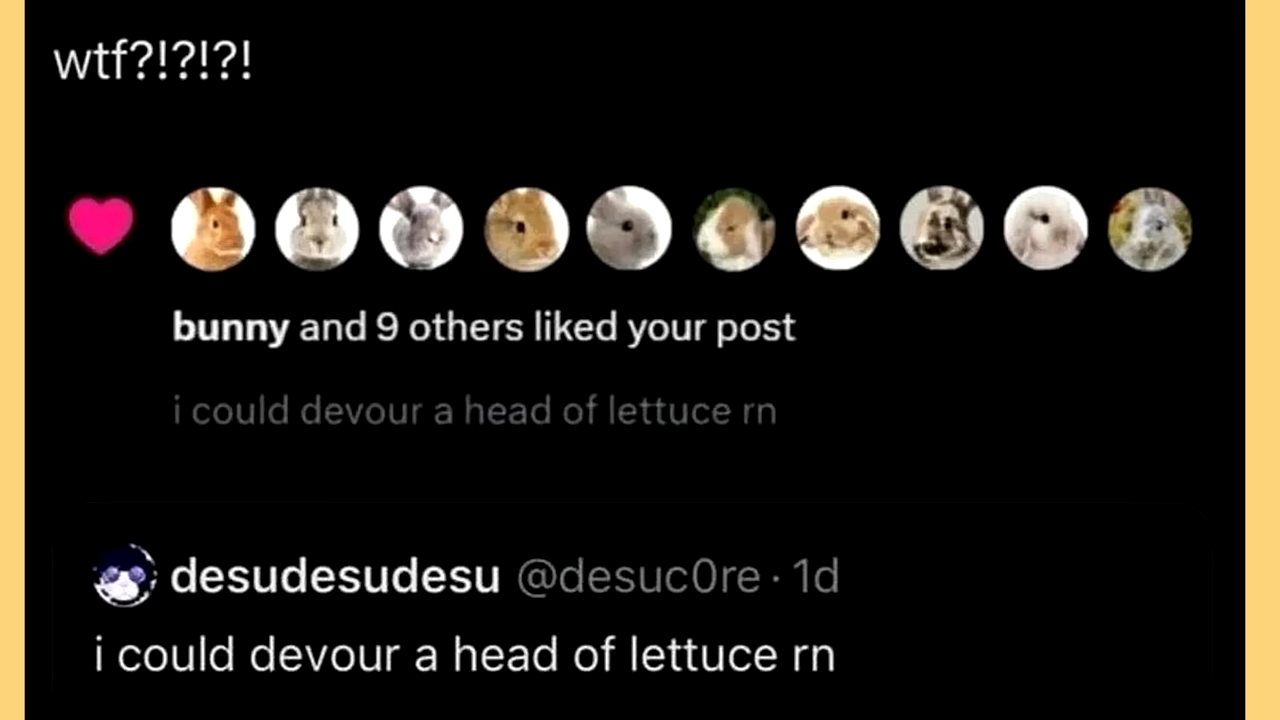 wtf?!?!?!
bunny and 9 others liked your post
i could devour a head of lettuce rn
desudesudesu @desuc0re · 1d
i could devour a head of lettuce rn